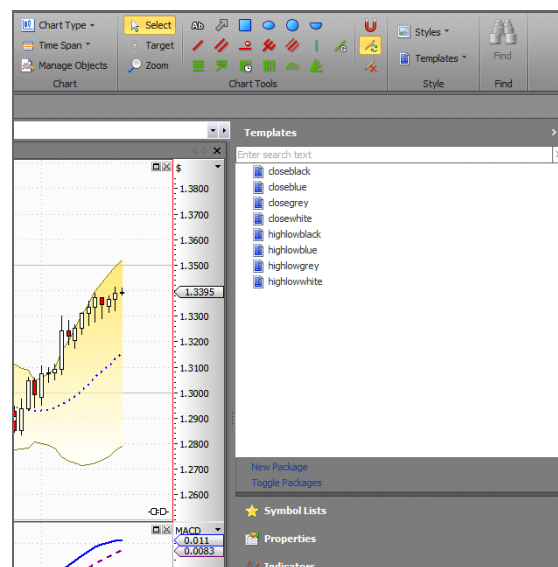 Chart Type
Select
Ab
U
Styles
Time Span
Target
Templates
Find
Manage Objects
Zoom
Chart
Chart Tools
Style
Find
Templates
Enter search text
closeblack
closeblue
closegrey
closewhite
highlowblack
highlowblue
highlowgrey
highlowwhite
$
1.3800
1.3700
1.3600
1.3500
1.3395
1.3300
1.3200
1.3100
1.3000
1.2900
1.2800
1.2700
1.2600
New Package
Toggle Packages
Symbol Lists
MACD
0.011
0.0083
Properties
Indicators